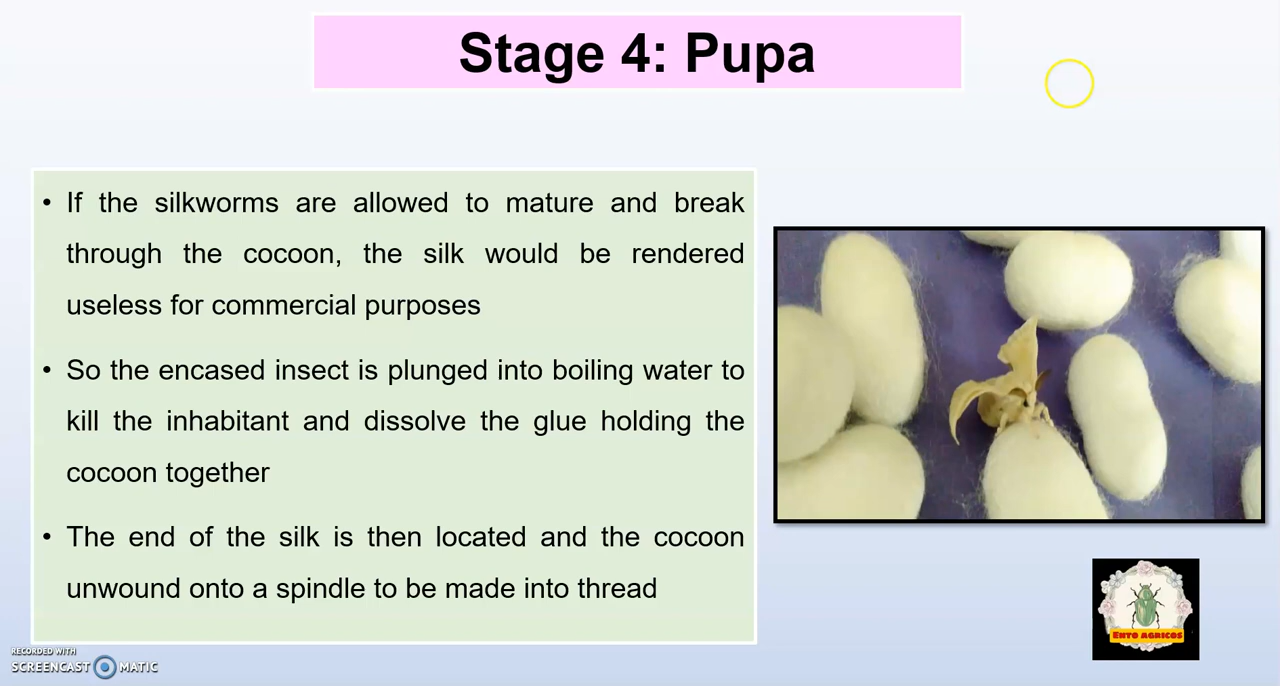 Stage 4: Pupa
• If the silkworms are allowed to mature and break
through the cocoon, the silk would be rendered
useless for commercial purposes
• So the encased insect is plunged into boiling water to
kill the inhabitant and dissolve the glue holding the
cocoon together
• The end of the silk is then located and the cocoon
unwound onto a spindle to be made into thread
ENTO AGRICOS
RECORDED WITH
SCREENCAST MATIC